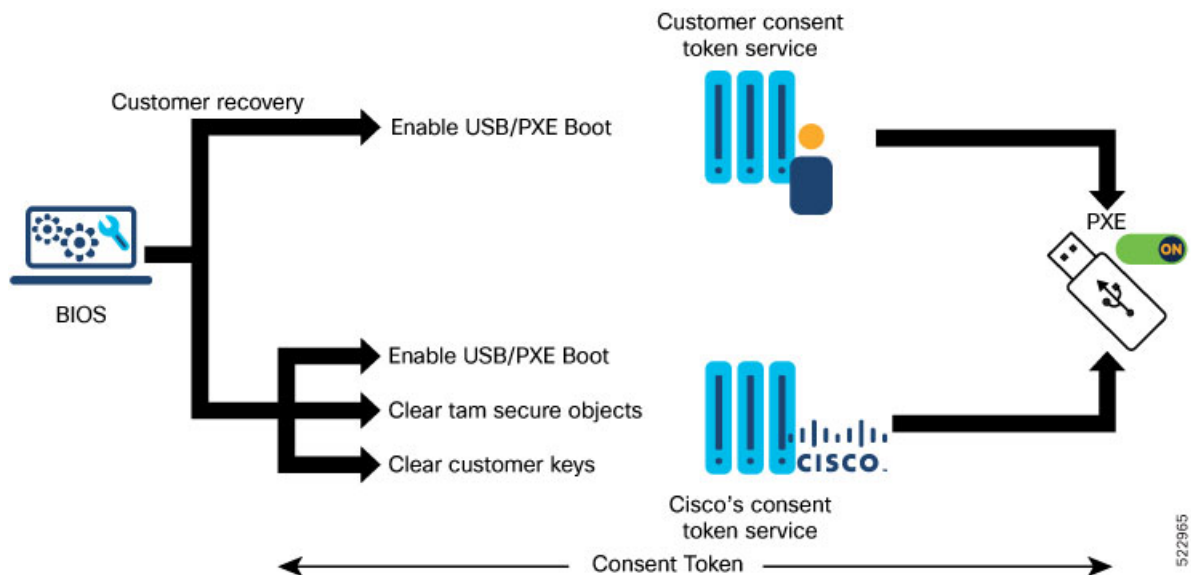 Customer consent
token service
Customer recovery
Enable USB/PXE Boot
PXE
ON
BIOS
Enable USB/PXE Boot
Clear tam secure objects
Clear customer keys
CISCO
Cisco's consent
token service
Consent Token
522965